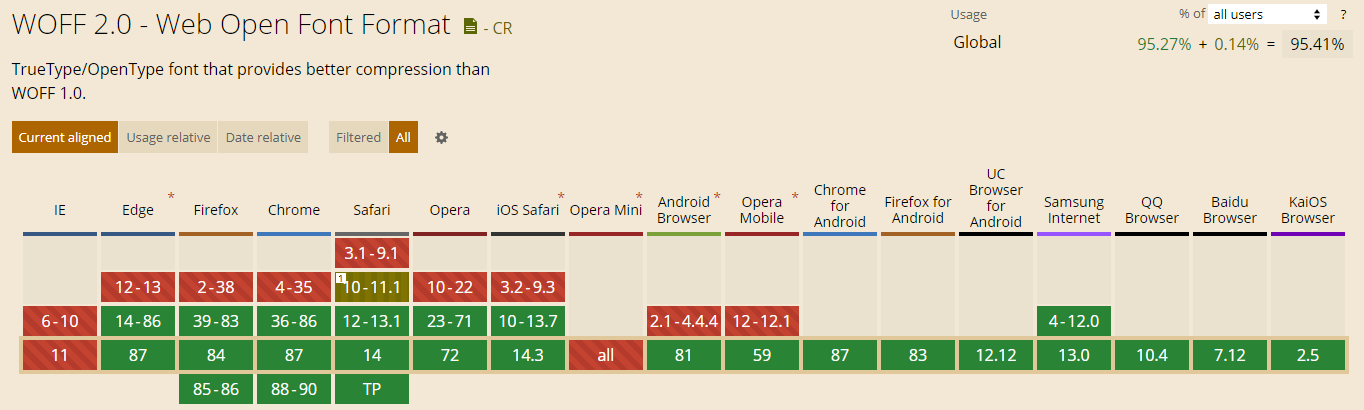 WOFF 2.0 - Web Open Font Format - CR
Usage % of all users ?
Global 95.27% + 0.14% = 95.41%
TrueType/OpenType font that provides better compression than
WOFF 1.0.
Current aligned Usage relative Date relative Filtered All
IE
Edge *
Firefox
Chrome
Safari
Opera
iOS Safari *
Opera Mini *
Android
Browser *
Opera
Mobile *
Chrome
for
Android
Firefox for
Android
UC
Browser
for
Android
Samsung
Internet
QQ
Browser
Baidu
Browser
KaiOS
Browser
3.1-9.1
12-13 2-38 4-35 1 10-11.1 10-22 3.2-9.3
6-10 14-86 39-83 36-86 12-13.1 23-71 10-13.7 2.1-4.4.4 12-12.1 4-12.0
11 87 84 87 14 72 14.3 all 81 59 87 83 12.12 13.0 10.4 7.12 2.5
85-86 88-90 TP